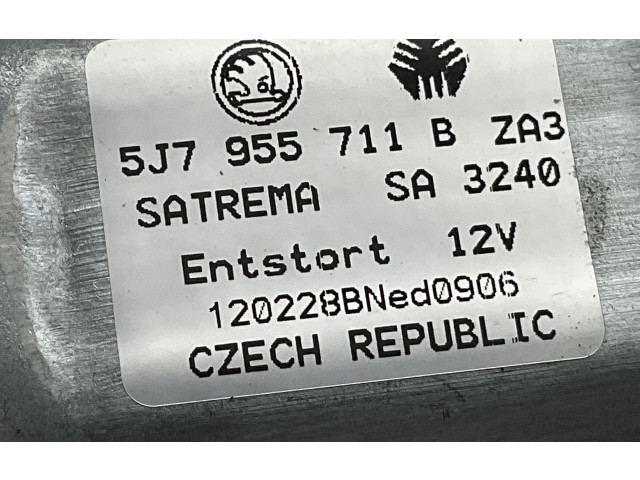 5J7 955 711 B ZA3
SATREMA SA 3240
Entstort 12V
120228BNed0906
CZECH REPUBLIC